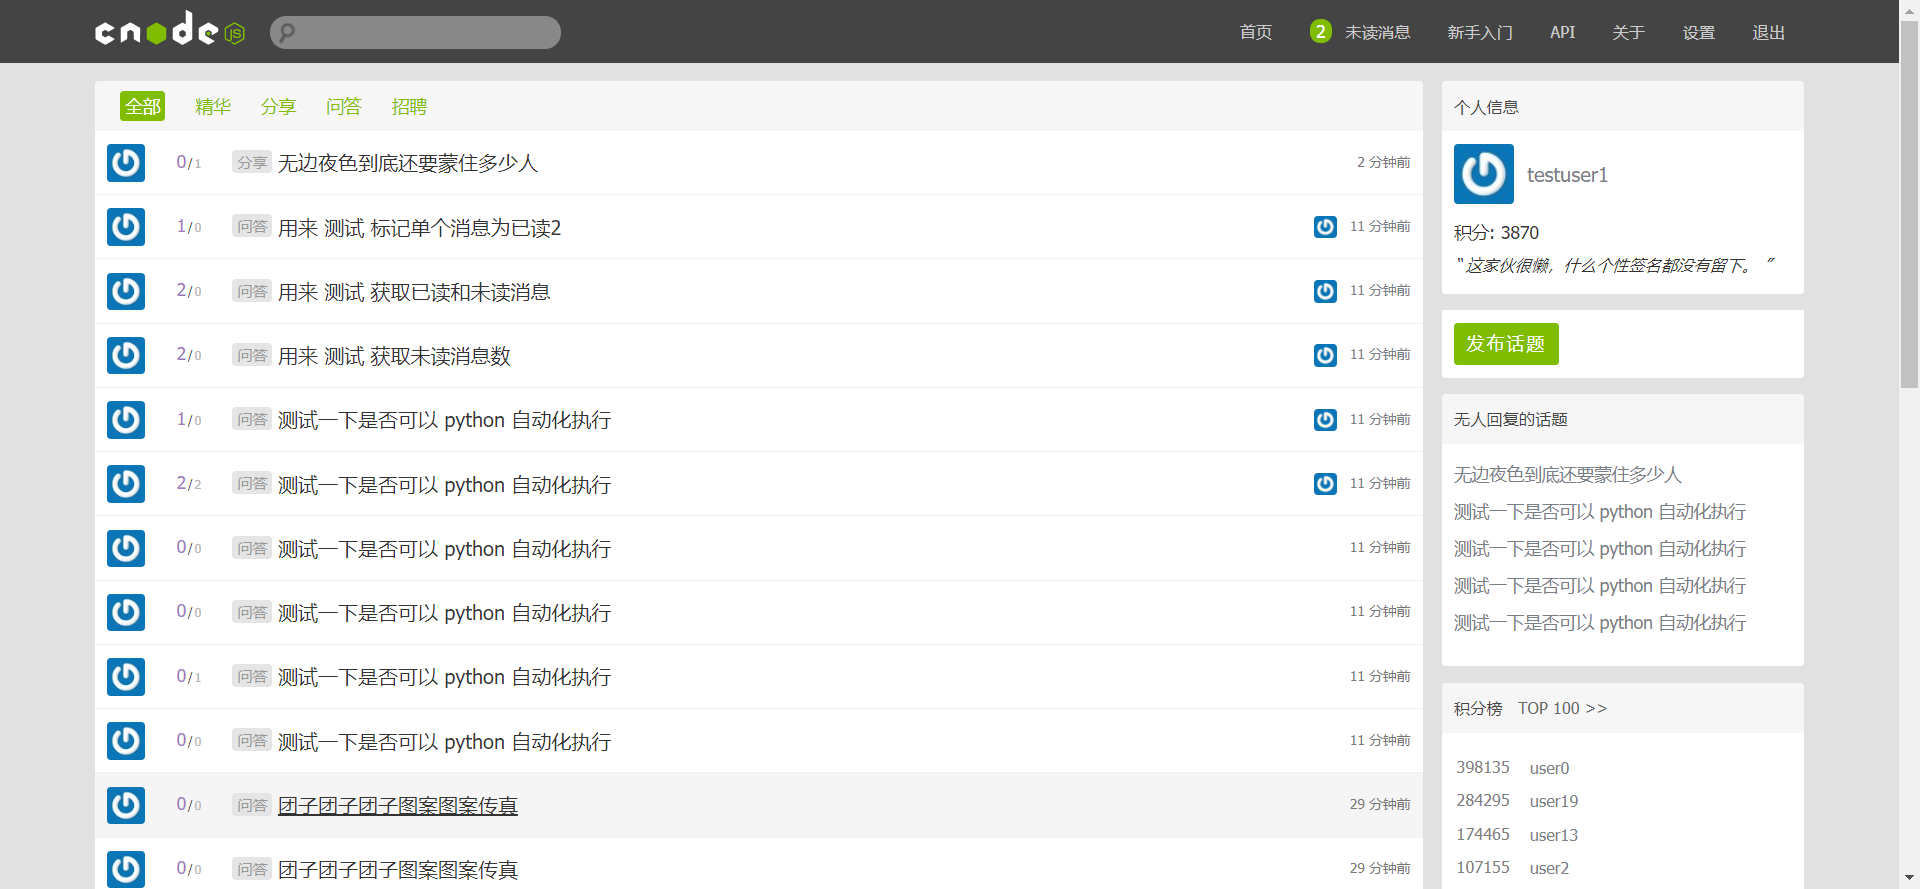 cnode JS
首页 2 未读消息 新手入门 API 关于 设置 退出
全部 精华 分享 问答 招聘
0/1 分享 无边夜色到底还要蒙住多少人 2 分钟前
1/0 问答 用来 测试 标记单个消息为已读2 11 分钟前
2/0 问答 用来 测试 获取已读和未读消息 11 分钟前
2/0 问答 用来 测试 获取未读消息数 11 分钟前
1/0 问答 测试一下是否可以 python 自动化执行 11 分钟前
2/2 问答 测试一下是否可以 python 自动化执行 11 分钟前
0/0 问答 测试一下是否可以 python 自动化执行 11 分钟前
0/0 问答 测试一下是否可以 python 自动化执行 11 分钟前
0/1 问答 测试一下是否可以 python 自动化执行 11 分钟前
0/0 问答 测试一下是否可以 python 自动化执行 11 分钟前
0/0 问答 团子团子团子图案图案传真 29 分钟前
0/0 问答 团子团子团子图案图案传真 29 分钟前
个人信息
testuser1
积分: 3870
“ 这家伙很懒，什么个性签名都没有留下。 ”
发布话题
无人回复的话题
无边夜色到底还要蒙住多少人
测试一下是否可以 python 自动化执行
测试一下是否可以 python 自动化执行
测试一下是否可以 python 自动化执行
测试一下是否可以 python 自动化执行
积分榜 TOP 100 >>
398135 user0
284295 user19
174465 user13
107155 user2